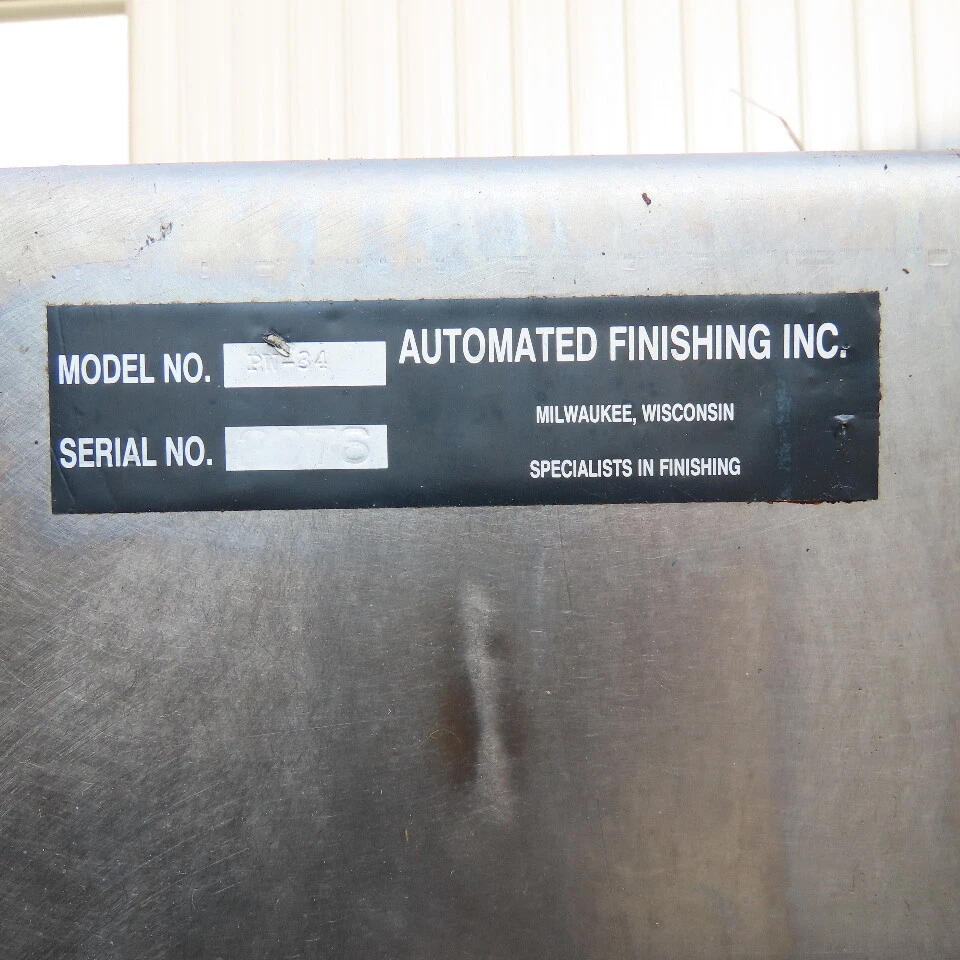 MODEL NO.
SERIAL NO.
AUTOMATED FINISHING INC.
MILWAUKEE, WISCONSIN
SPECIALISTS IN FINISHING